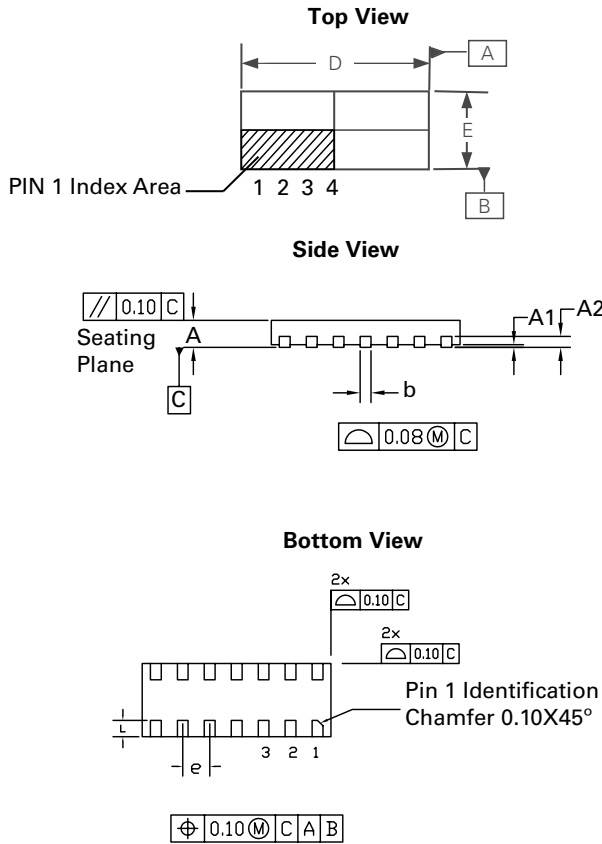 Top View
D
A
E
PIN 1 Index Area
1 2 3 4
B
Side View
// 0.10 C
A1
A2
Seating
Plane
A
C
b
⌓ 0.08 Ⓜ C
Bottom View
2x
⌓ 0.10 C
2x
⌓ 0.10 C
Pin 1 Identification
Chamfer 0.10X45°
L
e
3 2 1
⌖ 0.10 Ⓜ C A B